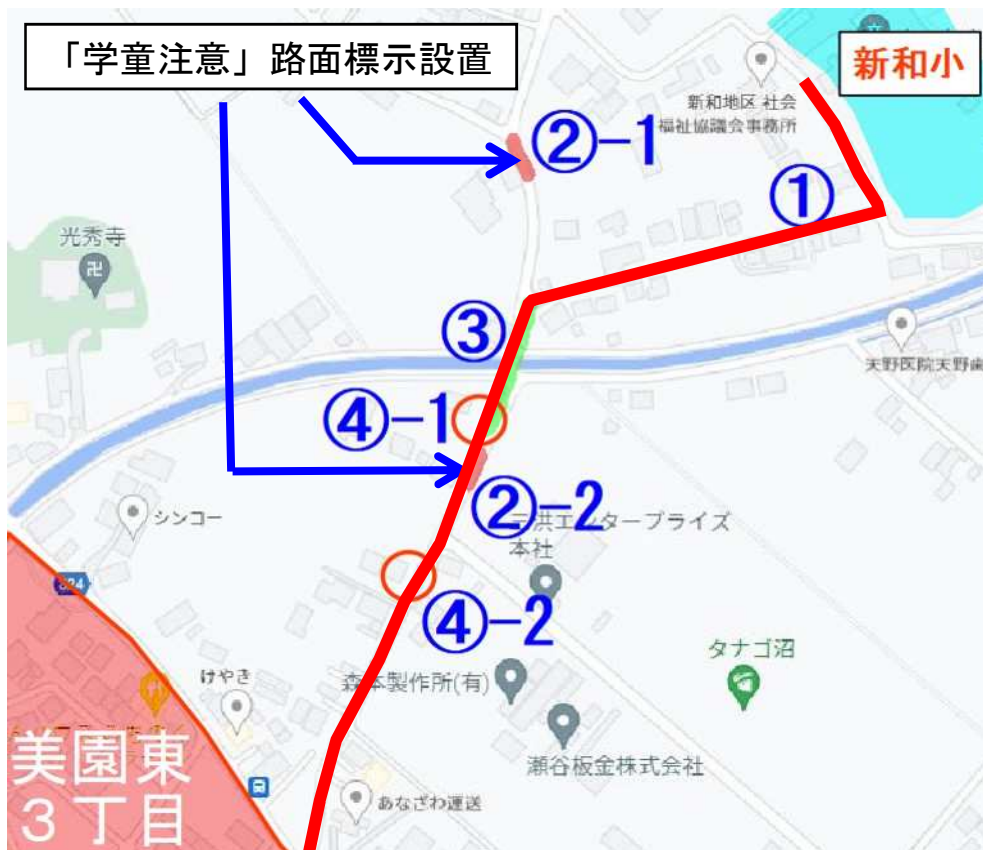 「学童注意」路面標示設置
新和小
新和地区 社会
福祉協議会事務所
②-1
①
光秀寺
卍
③
天野医院天野歯
④-1
②-2
シンコー
本社
④-2
タナゴ沼
けやき
森本製作所(有)
瀬谷板金株式会社
美園東
3丁目
あなざわ運送